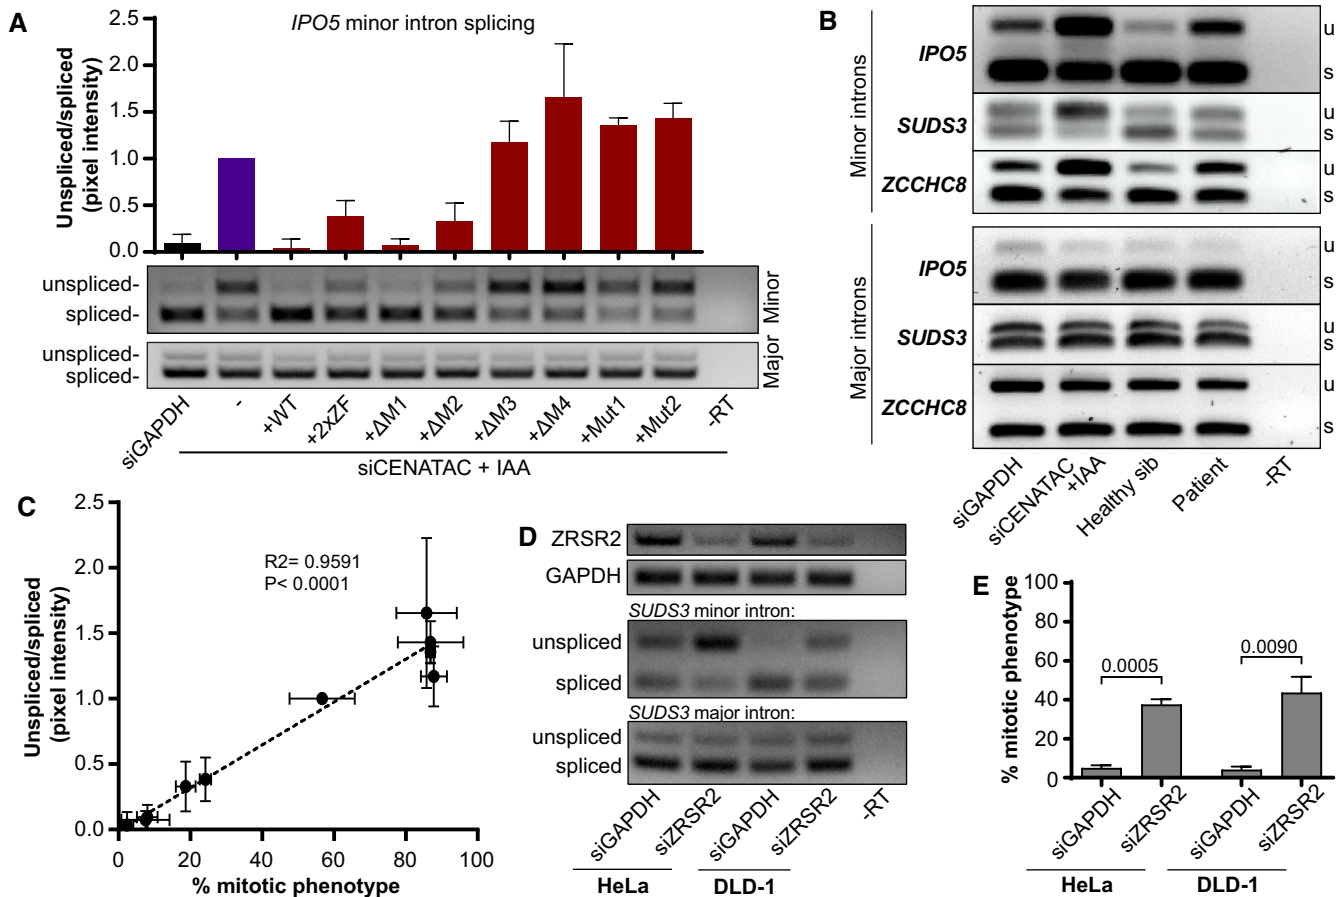 A
IPO5 minor intron splicing
Unspliced/spliced
(pixel intensity)
2.5
2.0
1.5
1.0
0.5
0.0
unspliced-
spliced-
Minor
unspliced-
spliced-
Major
siGAPDH
-
+WT
+2xZF
+ΔM1
+ΔM2
+ΔM3
+ΔM4
+Mut1
+Mut2
-RT
siCENATAC + IAA
B
Minor introns
IPO5
u
s
SUDS3
u
s
ZCCHC8
u
s
Major introns
IPO5
u
s
SUDS3
u
s
ZCCHC8
u
s
siGAPDH
siCENATAC
+IAA
Healthy sib
Patient
-RT
C
Unspliced/spliced
(pixel intensity)
2.5
2.0
1.5
1.0
0.5
0.0
R2= 0.9591
P< 0.0001
0 20 40 60 80 100
% mitotic phenotype
D
ZRSR2
GAPDH
SUDS3 minor intron:
unspliced
spliced
SUDS3 major intron:
unspliced
spliced
siGAPDH
siZRSR2
siGAPDH
siZRSR2
-RT
HeLa
DLD-1
E
% mitotic phenotype
100
80
60
40
20
0
0.0005
0.0090
siGAPDH
siZRSR2
siGAPDH
siZRSR2
HeLa
DLD-1